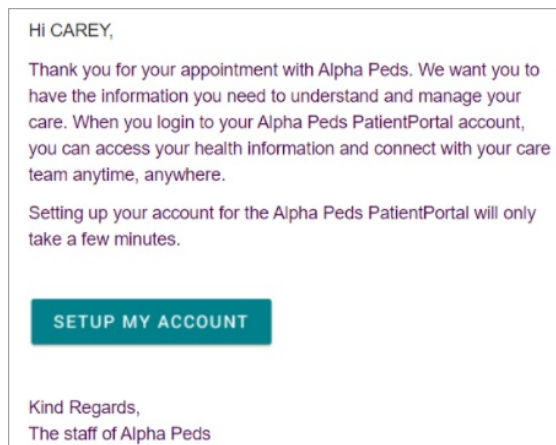 Hi CAREY,
Thank you for your appointment with Alpha Peds. We want you to
have the information you need to understand and manage your
care. When you login to your Alpha Peds PatientPortal account,
you can access your health information and connect with your care
team anytime, anywhere.
Setting up your account for the Alpha Peds PatientPortal will only
take a few minutes.
SETUP MY ACCOUNT
Kind Regards,
The staff of Alpha Peds